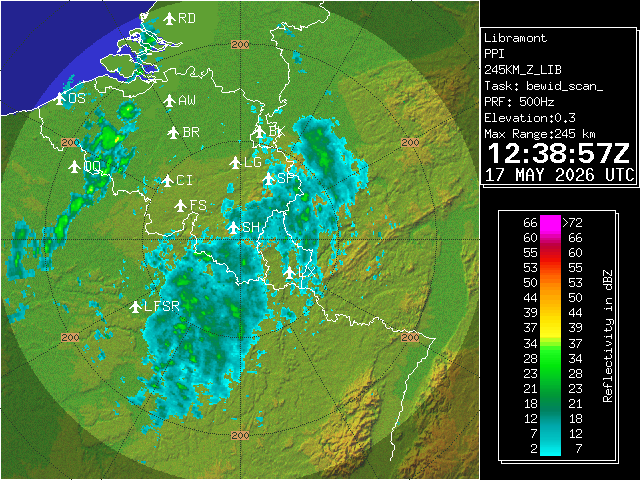 RD
200
OS
AW
BR
BK
200
200
OO
LG
CI
SP
FS
SH
LX
LFSR
200
200
200
Libramont
PPI
245KM_Z_LIB
Task: bewid_scan_
PRF: 500Hz
Elevation:0.3
Max Range:245 km
12:38:57Z
17 MAY 2026 UTC
66 >72
60 66
55 60
53 55
50 53
44 50
39 44
37 39
34 37
28 34
23 28
21 23
18 21
12 18
7 12
2 7
Reflectivity in dBZ